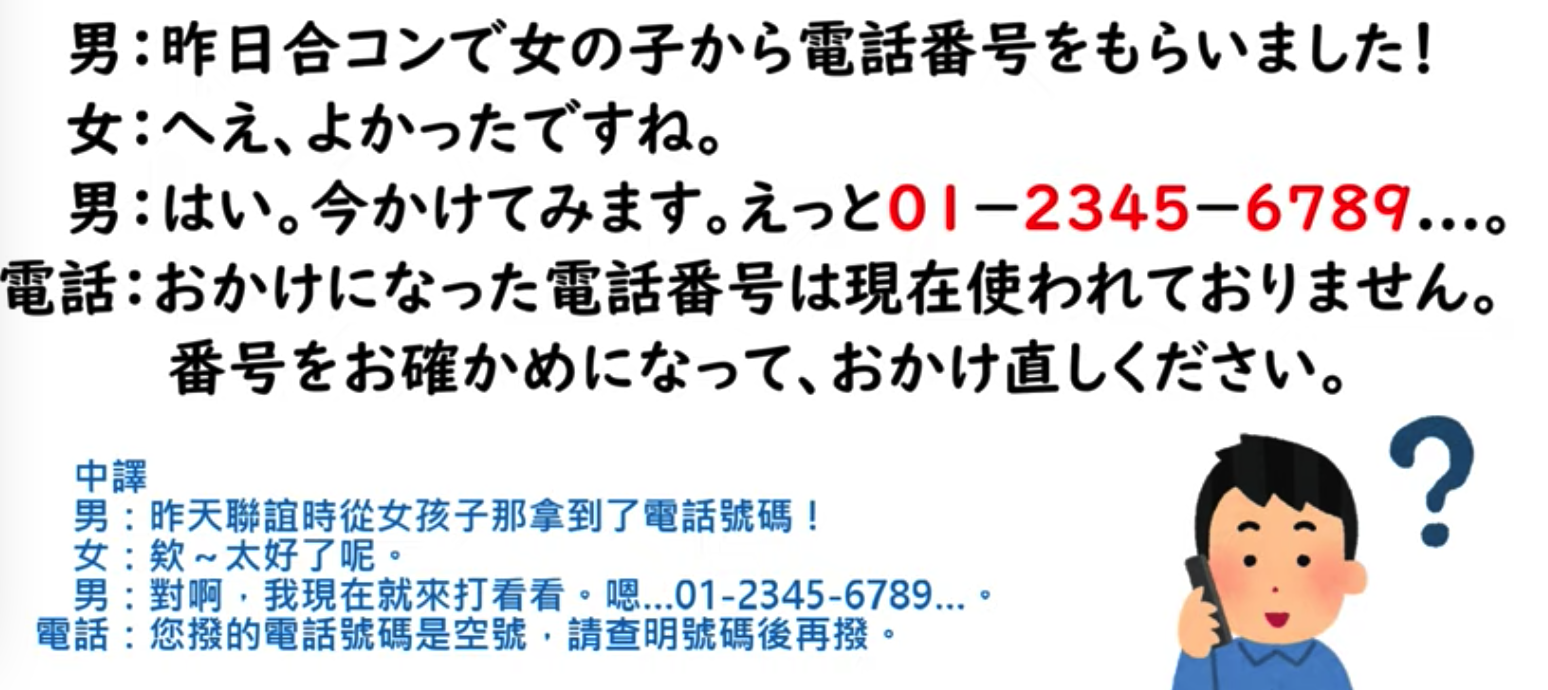 男：昨日合コンで女の子から電話番号をもらいました！
女：へえ、よかったですね。
男：はい。今かけてみます。えっと01－2345－6789…。
電話：おかけになった電話番号は現在使われておりません。
番号をお確かめになって、おかけ直しください。
中譯
男：昨天聯誼時從女孩子那拿到了電話號碼！
女：欸～太好了呢。
男：對啊，我現在就來打看看。嗯…01-2345-6789…。
電話：您撥的電話號碼是空號，請查明號碼後再撥。
?